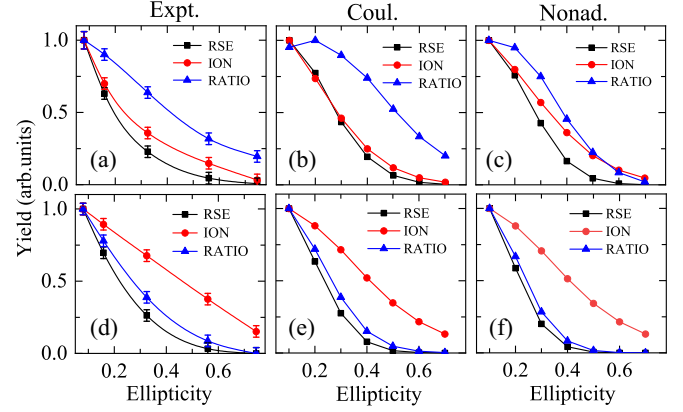 Expt. Coul. Nonad.
1.0 RSE RSE RSE
ION ION ION
RATIO RATIO RATIO
0.5
(a) (b) (c)
0.0
Yield (arb.units)
1.0 RSE RSE RSE
ION ION ION
RATIO RATIO RATIO
0.5
(d) (e) (f)
0.0
0.2 0.4 0.6 0.2 0.4 0.6 0.2 0.4 0.6
Ellipticity Ellipticity Ellipticity